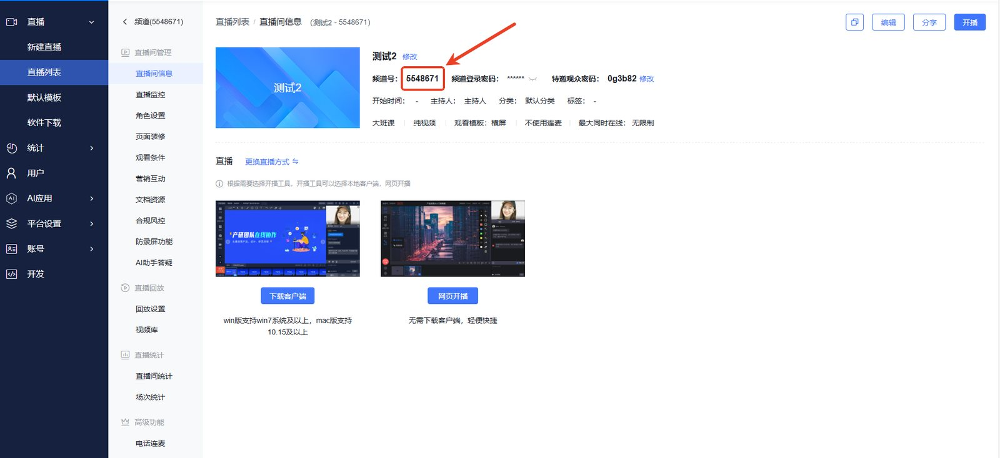 直播
新建直播
直播列表
默认模板
软件下载
统计
用户
AI应用
平台设置
账号
开发
频道(5548671)
直播间管理
直播间信息
直播监控
角色设置
页面装修
观看条件
营销互动
文档资源
合规风控
防录屏功能
AI助手答疑
直播回放
回放设置
视频库
直播统计
直播间统计
场次统计
高级功能
电话连麦
直播列表 / 直播间信息 (测试2 - 5548671)
编辑 分享 开播
测试2
测试2 修改
频道号： 5548671 频道登录密码： ****** 特邀观众密码： 0g3b82 修改
开始时间： - 主持人： 主持人 分类： 默认分类 标签： -
大班课 纯视频 观看模板：横屏 不使用连麦 最大同时在线：无限制
直播 更换直播方式
根据需要选择开播工具，开播工具可以选择本地客户端，网页开播
产研团队在线协作
下载客户端
win版支持win7系统及以上，mac版支持
10.15及以上
网页开播
无需下载客户端，轻便快捷